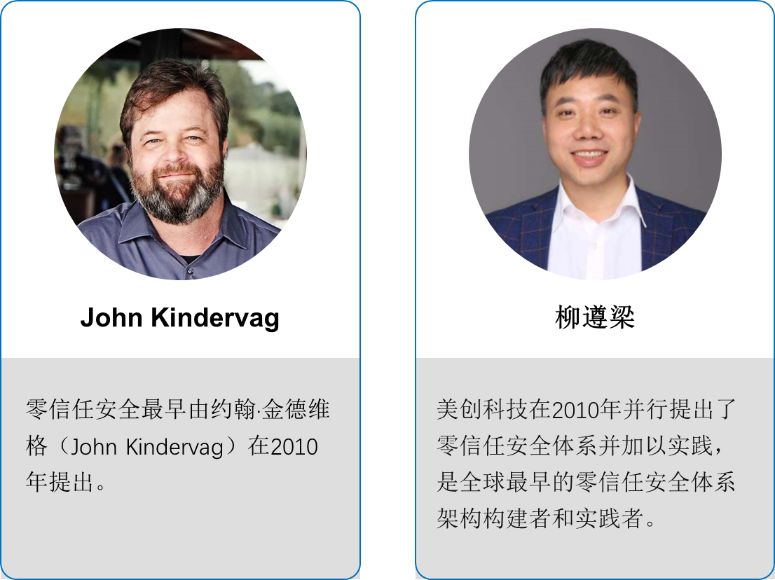 John Kindervag
零信任安全最早由约翰·金德维
格（John Kindervag）在2010
年提出。
柳遵梁
美创科技在2010年并行提出了
零信任安全体系并加以实践，
是全球最早的零信任安全体系
架构构建者和实践者。